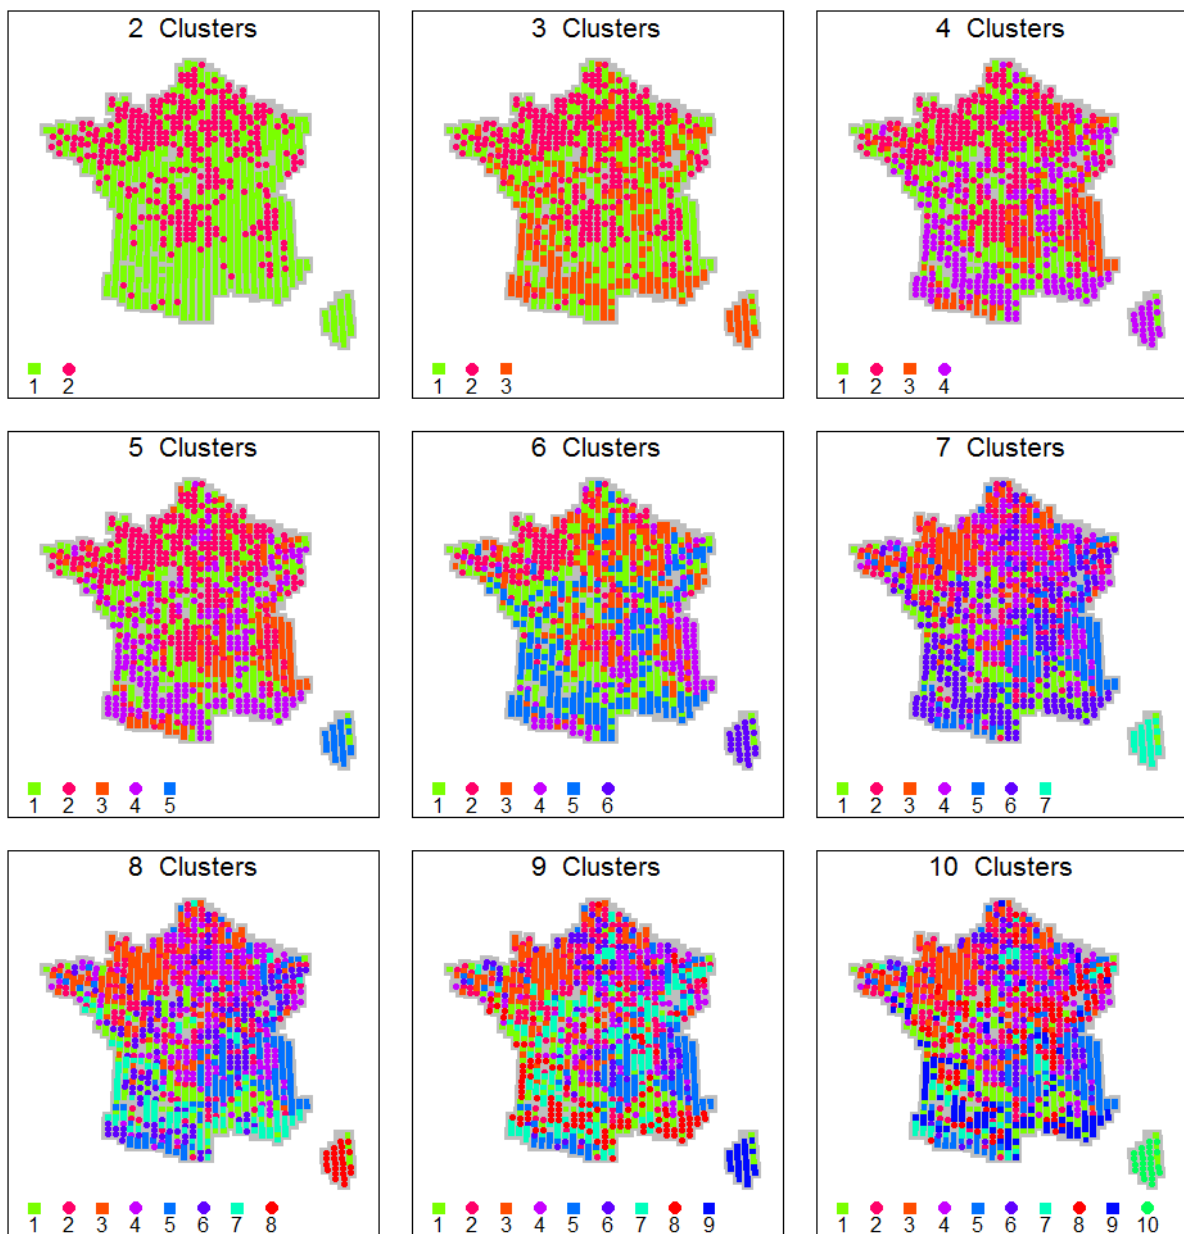 2 Clusters
1 2
3 Clusters
1 2 3
4 Clusters
1 2 3 4
5 Clusters
1 2 3 4 5
6 Clusters
1 2 3 4 5 6
7 Clusters
1 2 3 4 5 6 7
8 Clusters
1 2 3 4 5 6 7 8
9 Clusters
1 2 3 4 5 6 7 8 9
10 Clusters
1 2 3 4 5 6 7 8 9 10